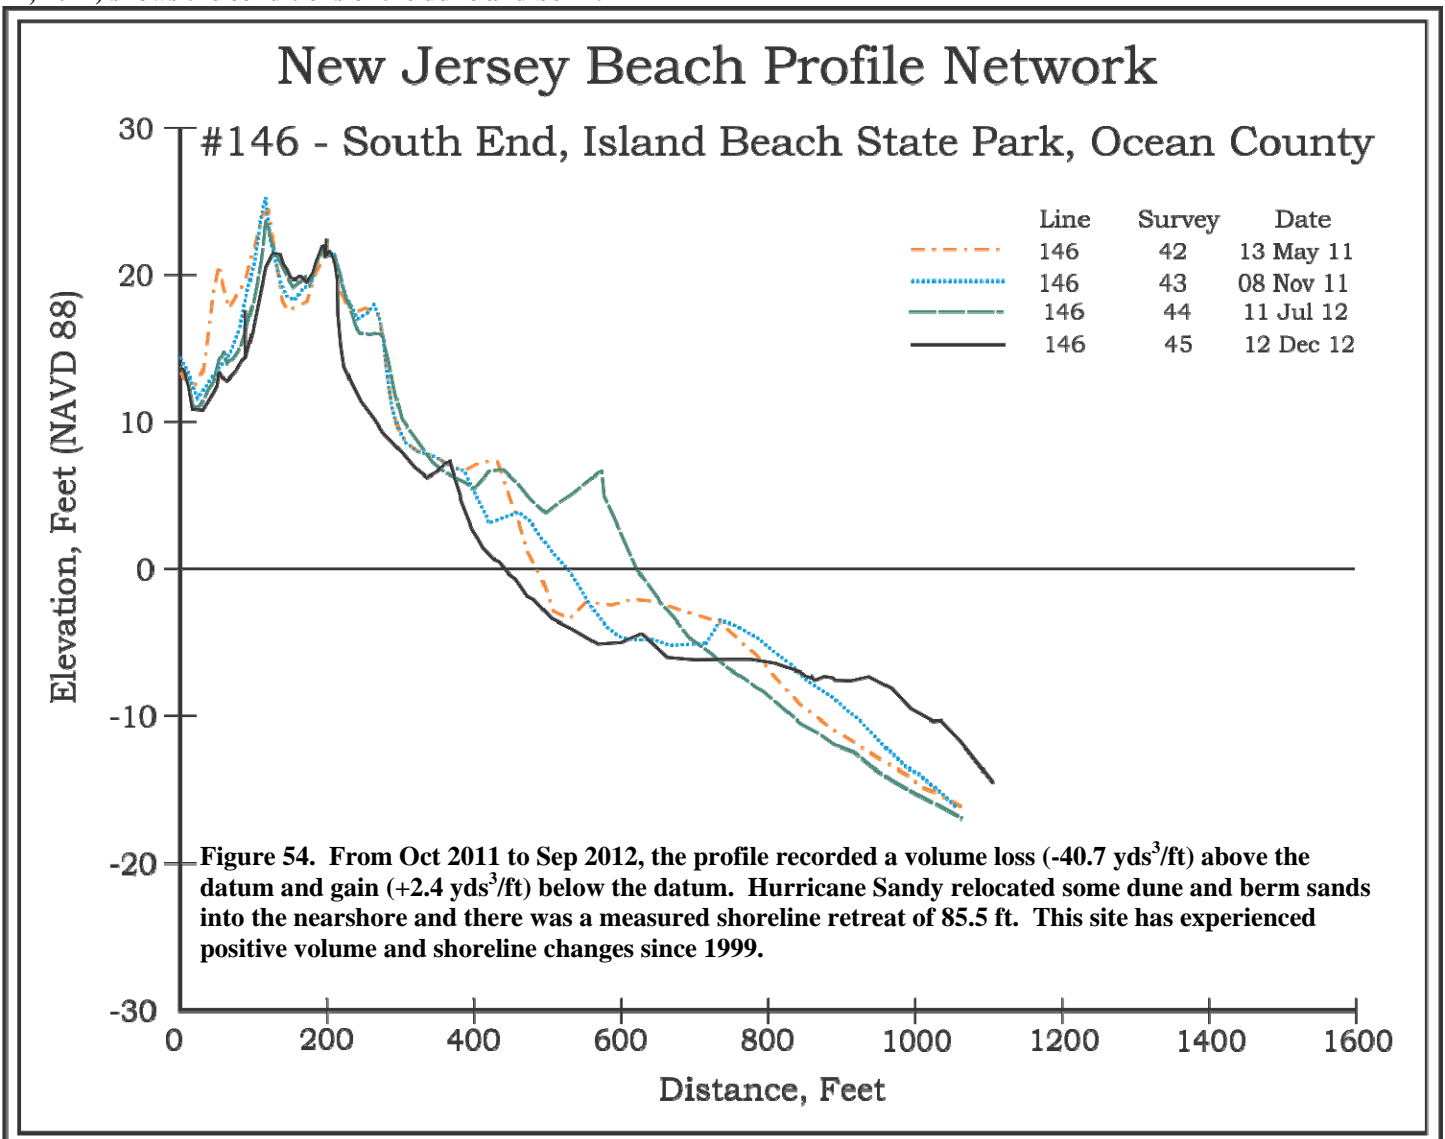 New Jersey Beach Profile Network
#146 - South End, Island Beach State Park, Ocean County
Line Survey Date
146 42 13 May 11
146 43 08 Nov 11
146 44 11 Jul 12
146 45 12 Dec 12
Elevation, Feet (NAVD 88)
30
20
10
0
-10
-20
-30
Figure 54. From Oct 2011 to Sep 2012, the profile recorded a volume loss (-40.7 yds³/ft) above the
datum and gain (+2.4 yds³/ft) below the datum. Hurricane Sandy relocated some dune and berm sands
into the nearshore and there was a measured shoreline retreat of 85.5 ft. This site has experienced
positive volume and shoreline changes since 1999.
0 200 400 600 800 1000 1200 1400 1600
Distance, Feet